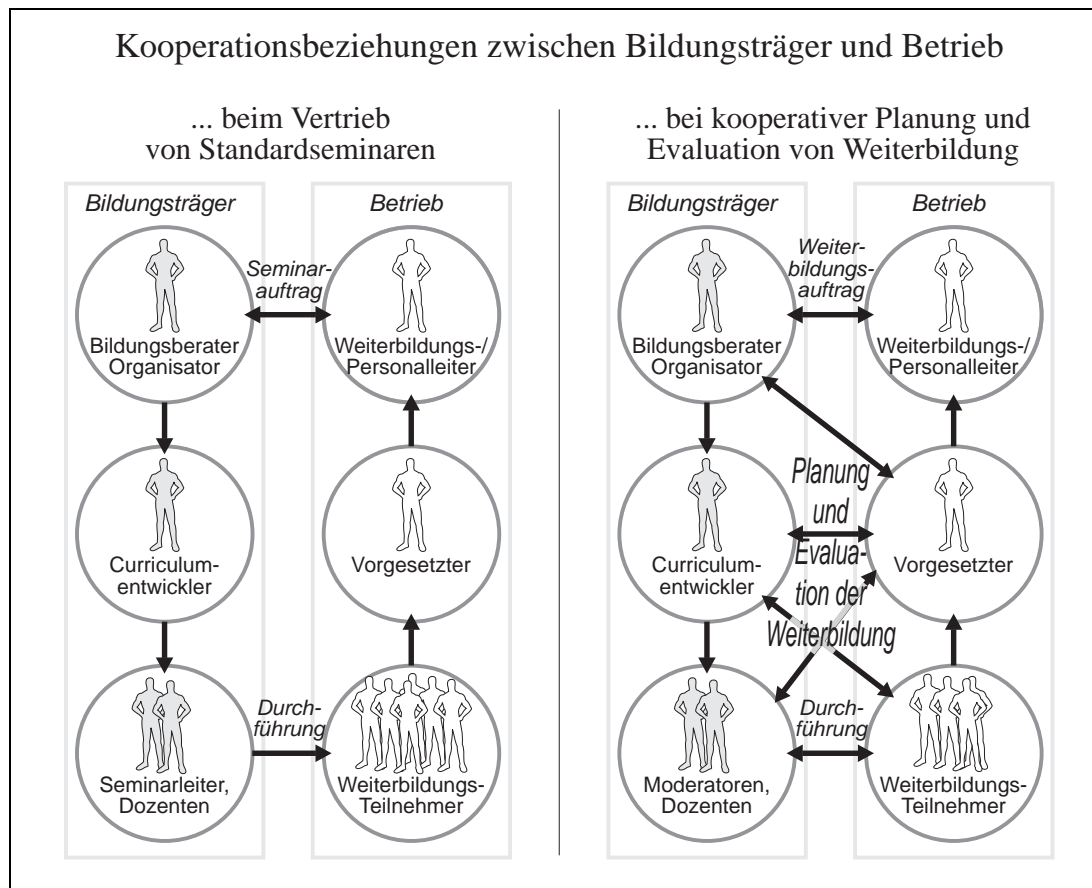 Kooperationsbeziehungen zwischen Bildungsträger und Betrieb
... beim Vertrieb
von Standardseminaren
Bildungsträger
Betrieb
Seminar-
auftrag
Bildungsberater
Organisator
Weiterbildungs-/
Personalleiter
Curriculum-
entwickler
Vorgesetzter
Durch-
führung
Seminarleiter,
Dozenten
Weiterbildungs-
Teilnehmer
... bei kooperativer Planung und
Evaluation von Weiterbildung
Bildungsträger
Betrieb
Weiter-
bildungs-
auftrag
Bildungsberater
Organisator
Weiterbildungs-/
Personalleiter
Planung
und
Evalua-
tion der
Weiterbildung
Curriculum-
entwickler
Vorgesetzter
Durch-
führung
Moderatoren,
Dozenten
Weiterbildungs-
Teilnehmer